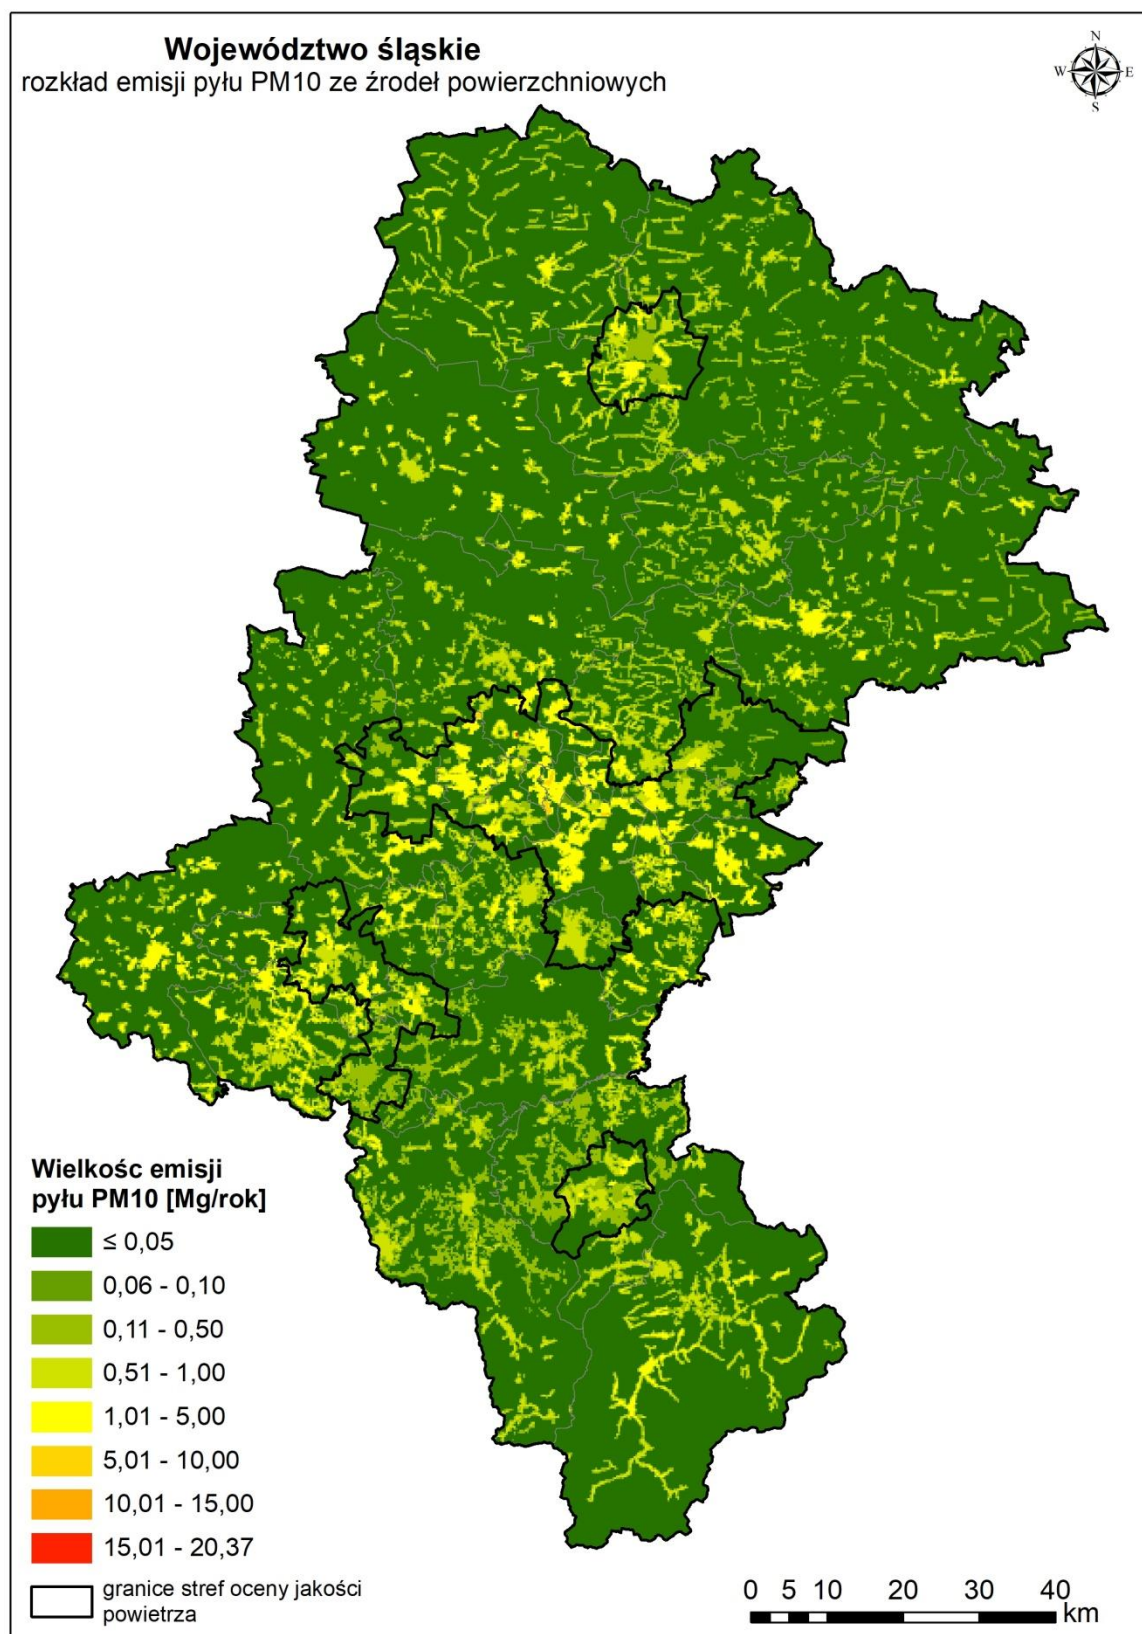 Województwo śląskie
rozkład emisji pyłu PM10 ze źrodeł powierzchniowych
N
W E
S
Wielkośc emisji
pyłu PM10 [Mg/rok]
≤ 0,05
0,06 - 0,10
0,11 - 0,50
0,51 - 1,00
1,01 - 5,00
5,01 - 10,00
10,01 - 15,00
15,01 - 20,37
granice stref oceny jakości
powietrza
0 5 10 20 30 40
km